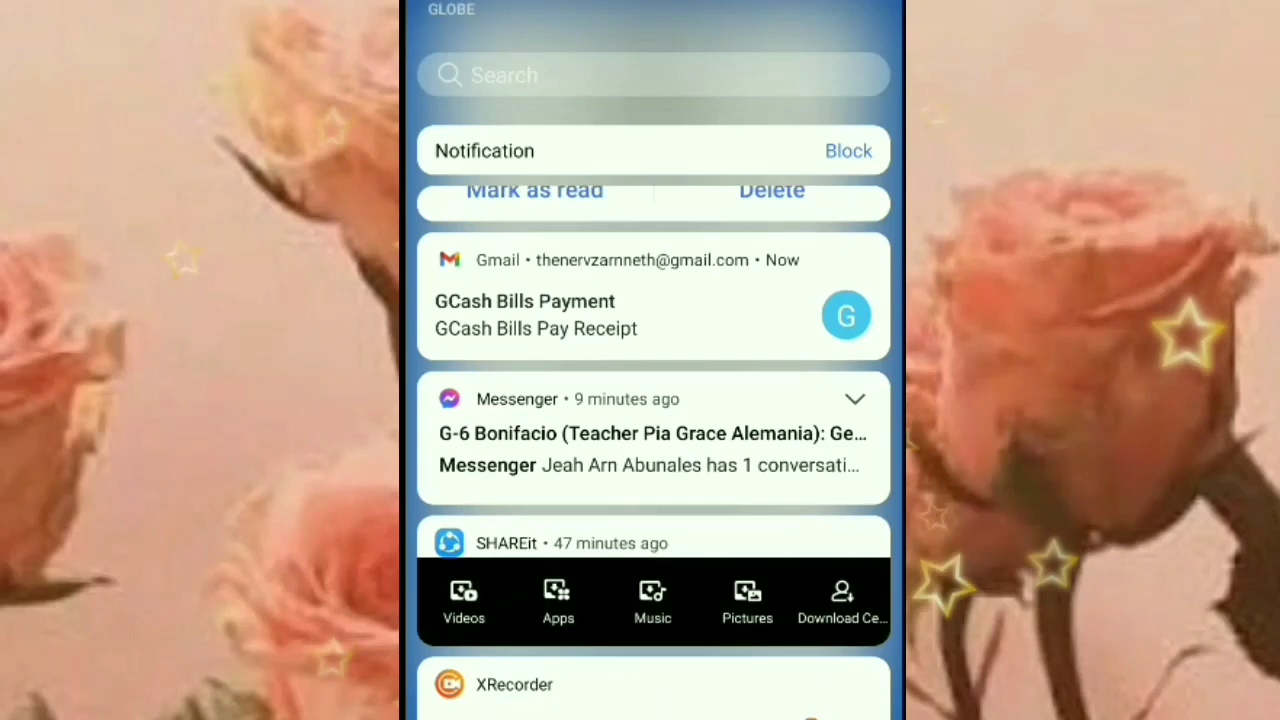 GLOBE
Search
Notification Block
Mark as read Delete
Gmail • thenervzarnneth@gmail.com • Now
GCash Bills Payment
GCash Bills Pay Receipt
G
Messenger • 9 minutes ago
G-6 Bonifacio (Teacher Pia Grace Alemania): Ge…
Messenger Jeah Arn Abunales has 1 conversati…
SHAREit • 47 minutes ago
Videos Apps Music Pictures Download Ce…
XRecorder